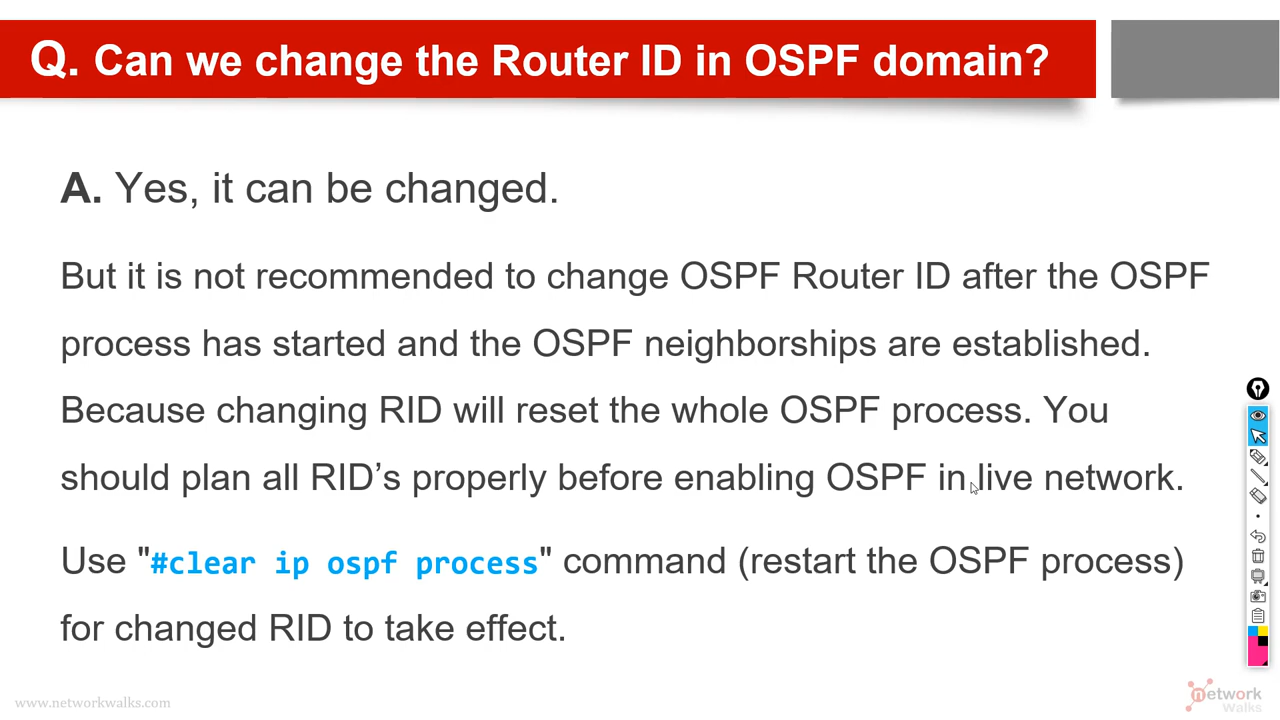 Q. Can we change the Router ID in OSPF domain?
A. Yes, it can be changed.
But it is not recommended to change OSPF Router ID after the OSPF
process has started and the OSPF neighborships are established.
Because changing RID will reset the whole OSPF process. You
should plan all RID’s properly before enabling OSPF in live network.
Use "#clear ip ospf process" command (restart the OSPF process)
for changed RID to take effect.
www.networkwalks.com
network
Walks